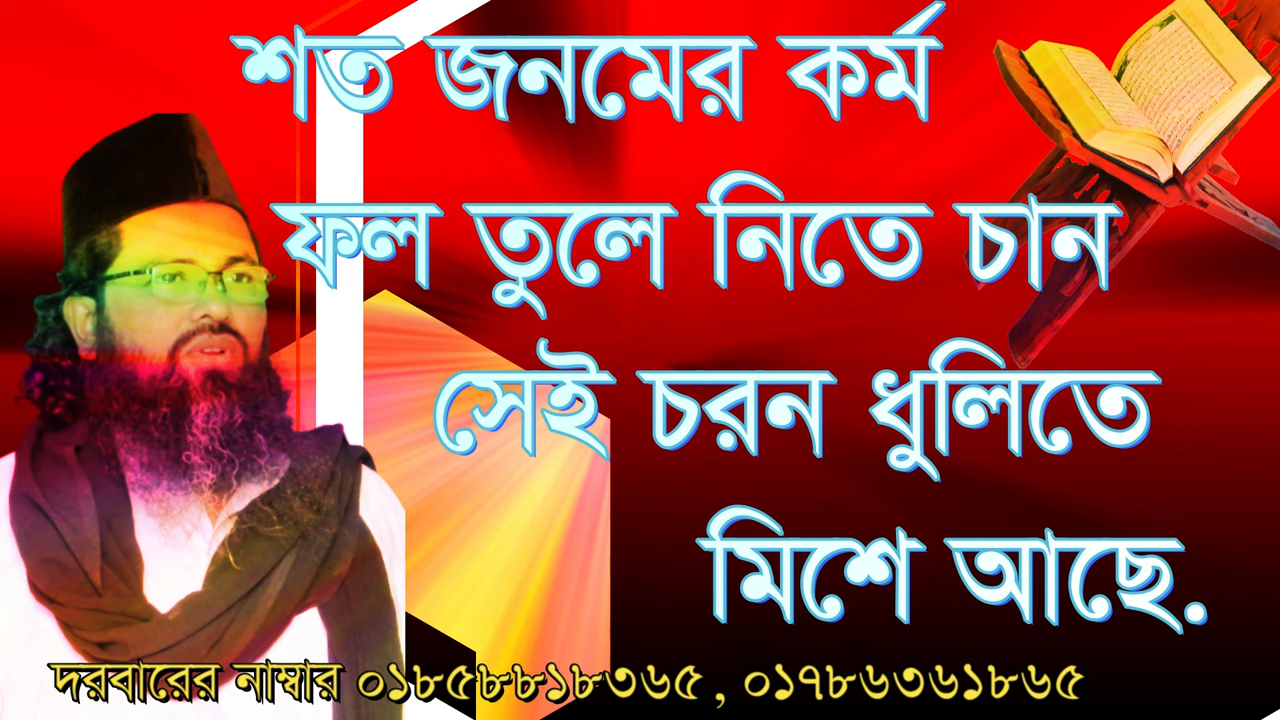 শত জনমের কর্ম
ফল তুলে নিতে চান
সেই চরন ধুলিতে
মিশে আছে.
দরবারের নাম্বার ০১৮৫৮৮১৮৩৬৫ , ০১৭৮৬৩৬১৮৬৫